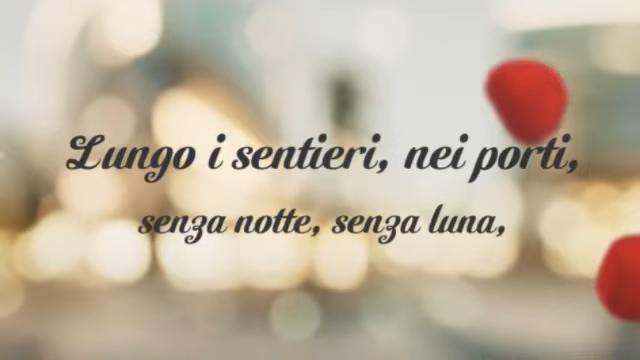 Lungo i sentieri, nei porti,
senza notte, senza luna,